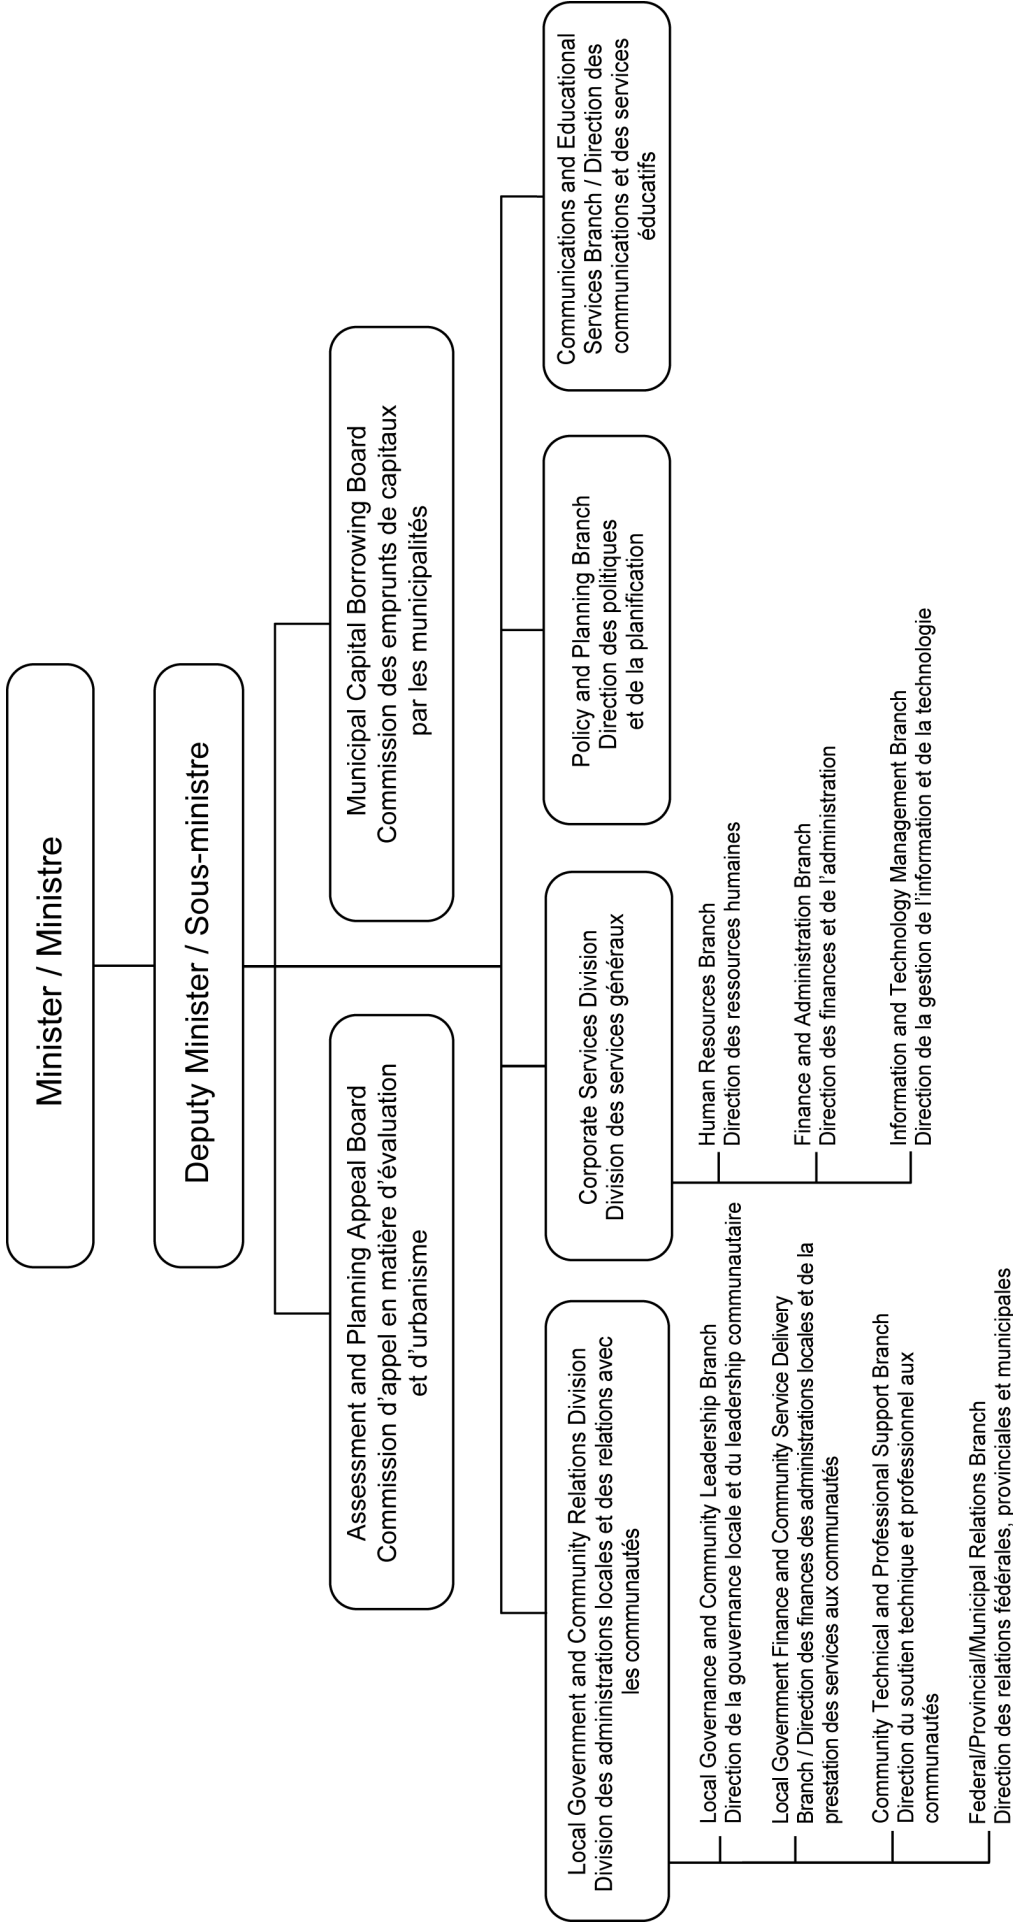 Minister / Ministre
Deputy Minister / Sous-ministre
Assessment and Planning Appeal Board
Commission d’appel en matière d’évaluation
et d’urbanisme
Municipal Capital Borrowing Board
Commission des emprunts de capitaux
par les municipalités
Local Government and Community Relations Division
Division des administrations locales et des relations avec
les communautés
Corporate Services Division
Division des services généraux
Policy and Planning Branch
Direction des politiques
et de la planification
Communications and Educational
Services Branch / Direction des
communications et des services
éducatifs
Local Governance and Community Leadership Branch
Direction de la gouvernance locale et du leadership communautaire
Local Government Finance and Community Service Delivery
Branch / Direction des finances des administrations locales et de la
prestation des services aux communautés
Community Technical and Professional Support Branch
Direction du soutien technique et professionnel aux
communautés
Federal/Provincial/Municipal Relations Branch
Direction des relations fédérales, provinciales et municipales
Human Resources Branch
Direction des ressources humaines
Finance and Administration Branch
Direction des finances et de l’administration
Information and Technology Management Branch
Direction de la gestion de l’information et de la technologie